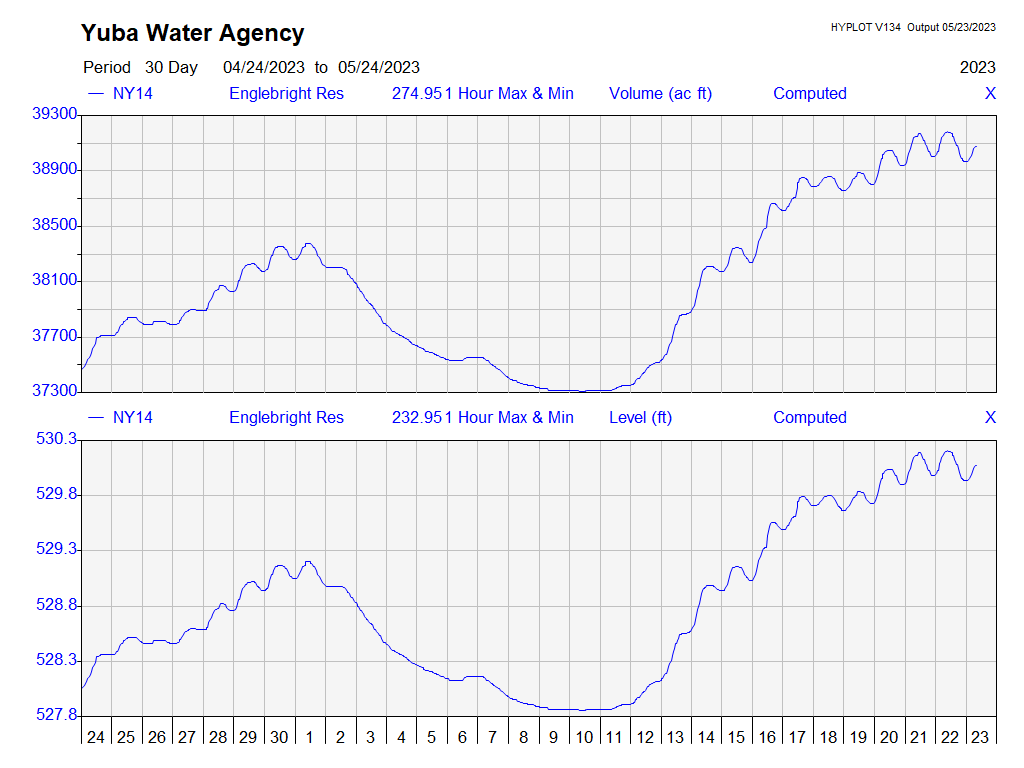 Yuba Water Agency
HYPLOT V134 Output 05/23/2023
Period 30 Day 04/24/2023 to 05/24/2023 2023
NY14 Englebright Res 274.951 Hour Max & Min Volume (ac ft) Computed X
39300
38900
38500
38100
37700
37300
NY14 Englebright Res 232.951 Hour Max & Min Level (ft) Computed X
530.3
529.8
529.3
528.8
528.3
527.8
24 25 26 27 28 29 30 1 2 3 4 5 6 7 8 9 10 11 12 13 14 15 16 17 18 19 20 21 22 23